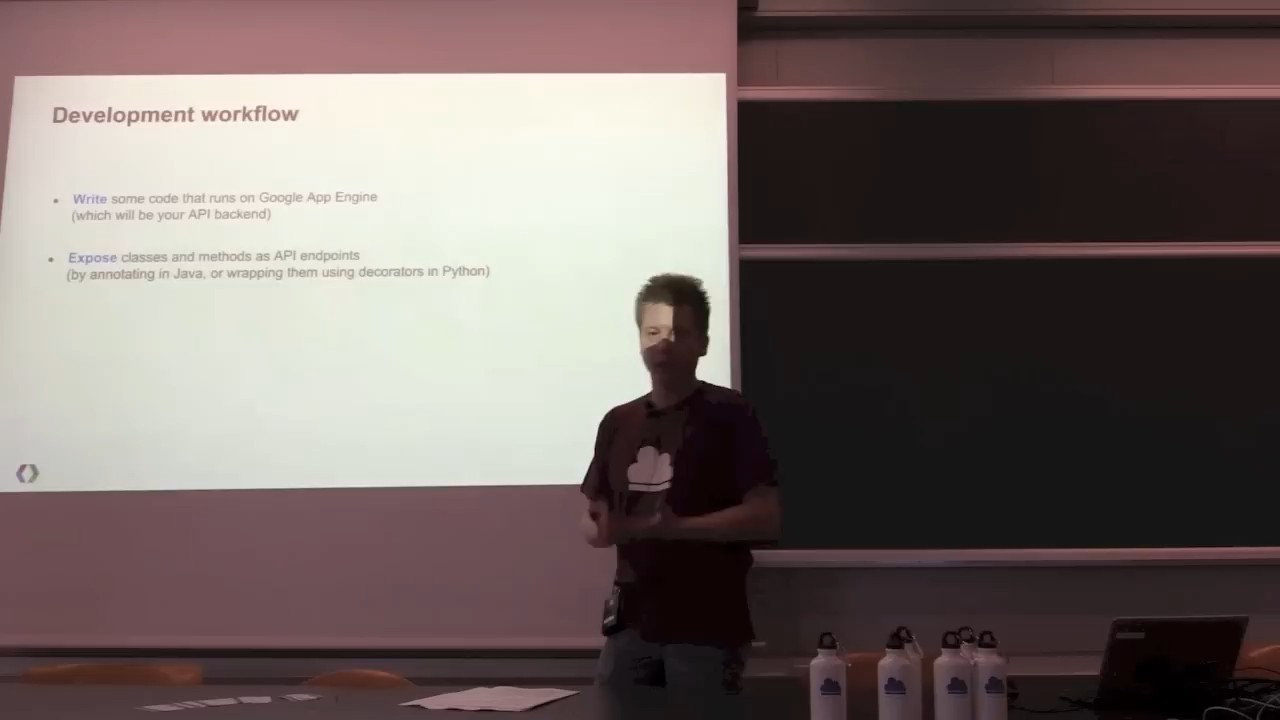 Development workflow
• Write some code that runs on Google App Engine
(which will be your API backend)
• Expose classes and methods as API endpoints
(by annotating in Java, or wrapping them using decorators in Python)